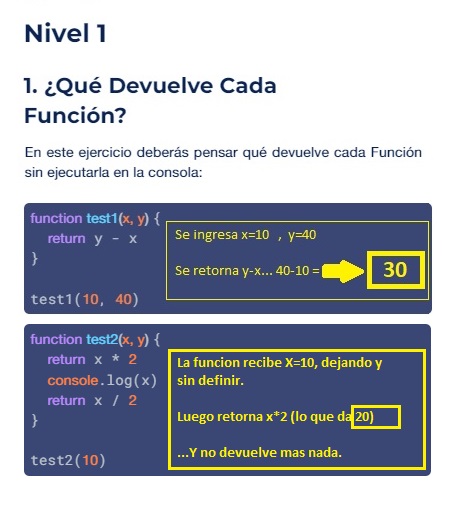 Nivel 1
1. ¿Qué Devuelve Cada
Función?
En este ejercicio deberás pensar qué devuelve cada Función
sin ejecutarla en la consola:
function test1(x, y) {
return y - x
}
test1(10, 40)
Se ingresa x=10 , y=40
Se retorna y-x... 40-10 = 30
function test2(x, y) {
return x * 2
console.log(x)
return x / 2
}
test2(10)
La funcion recibe X=10, dejando y
sin definir.
Luego retorna x*2 (lo que da 20)
...Y no devuelve mas nada.